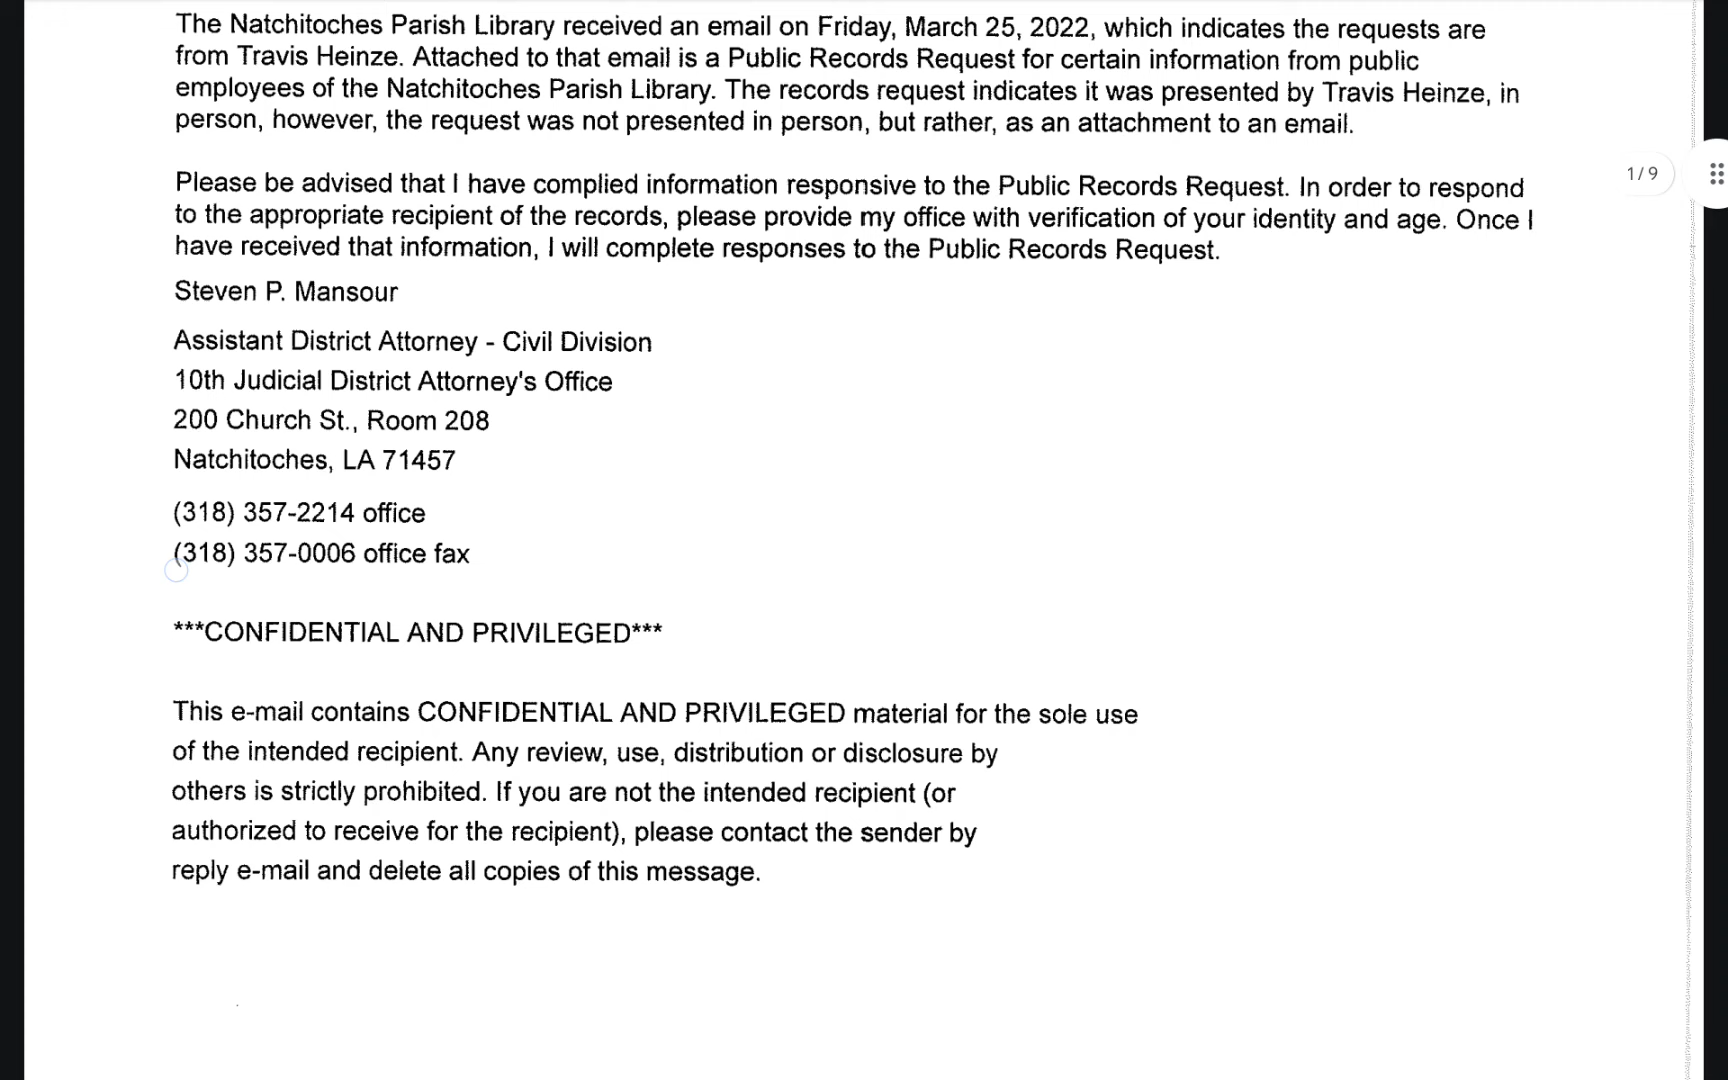 The Natchitoches Parish Library received an email on Friday, March 25, 2022, which indicates the requests are
from Travis Heinze. Attached to that email is a Public Records Request for certain information from public
employees of the Natchitoches Parish Library. The records request indicates it was presented by Travis Heinze, in
person, however, the request was not presented in person, but rather, as an attachment to an email.
1/9
Please be advised that I have complied information responsive to the Public Records Request. In order to respond
to the appropriate recipient of the records, please provide my office with verification of your identity and age. Once I
have received that information, I will complete responses to the Public Records Request.
Steven P. Mansour
Assistant District Attorney - Civil Division
10th Judicial District Attorney's Office
200 Church St., Room 208
Natchitoches, LA 71457
(318) 357-2214 office
(318) 357-0006 office fax
***CONFIDENTIAL AND PRIVILEGED***
This e-mail contains CONFIDENTIAL AND PRIVILEGED material for the sole use
of the intended recipient. Any review, use, distribution or disclosure by
others is strictly prohibited. If you are not the intended recipient (or
authorized to receive for the recipient), please contact the sender by
reply e-mail and delete all copies of this message.